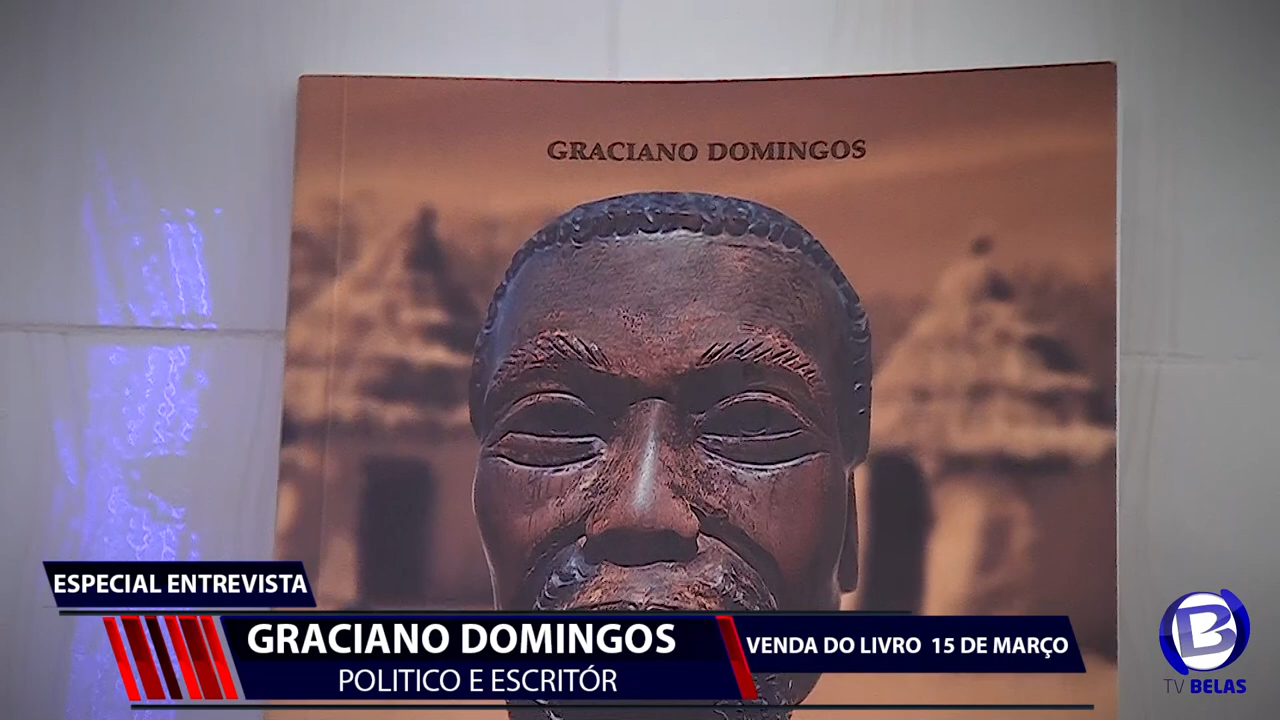 GRACIANO DOMINGOS
ESPECIAL ENTREVISTA
GRACIANO DOMINGOS
POLITICO E ESCRITÓR
VENDA DO LIVRO 15 DE MARÇO
B
TV BELAS